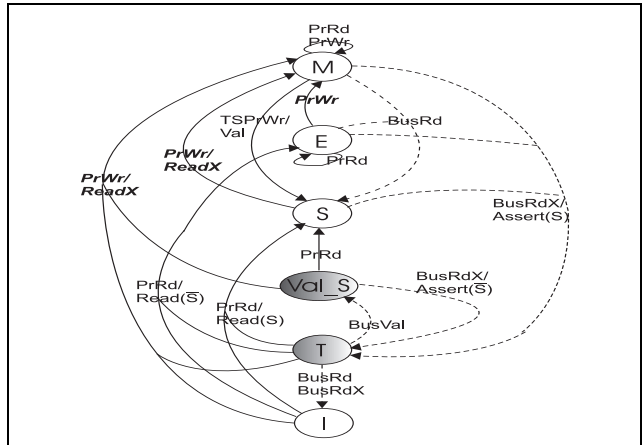 PrRd
PrWr
M
PrWr
TSPrWr/
Val
BusRd
E
PrRd
PrWr/
ReadX
PrWr/
ReadX
S
BusRdX/
Assert(S)
PrRd
Val_S
BusRdX/
Assert(S̅)
PrRd/
Read(S̅)
PrRd/
Read(S)
BusVal
T
BusRd
BusRdX
I